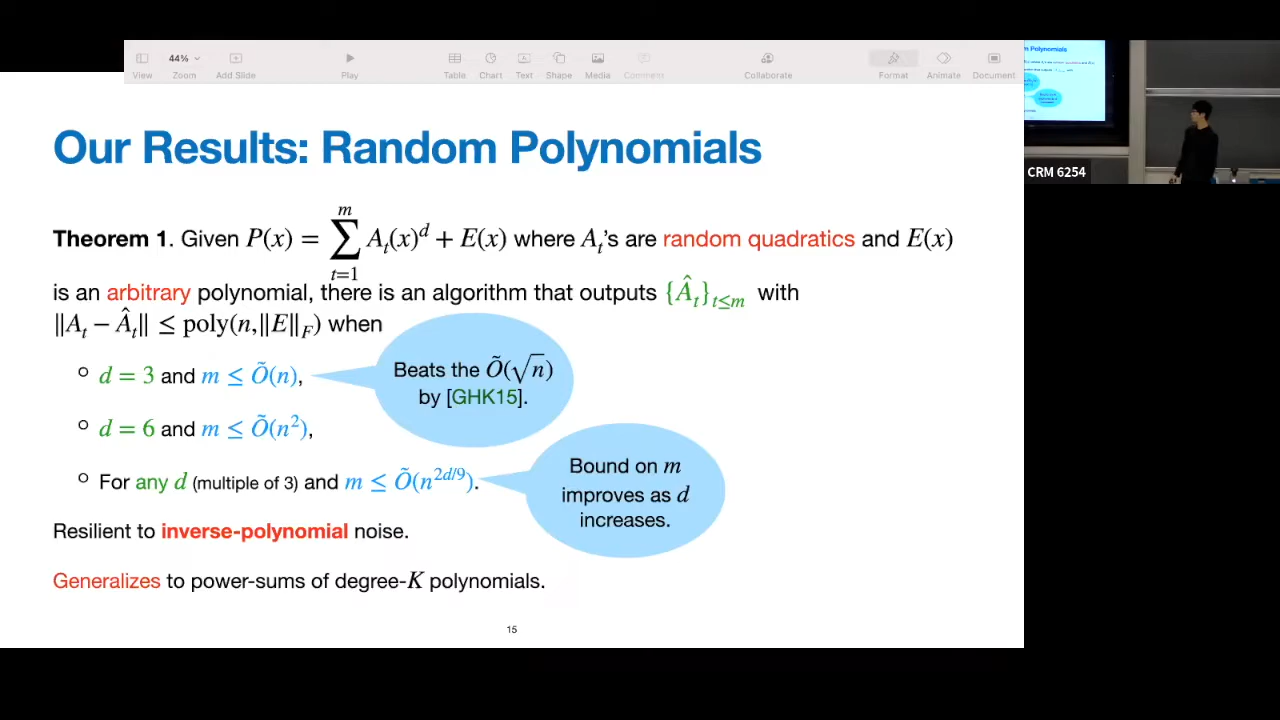 44%
View Zoom Add Slide Play Table Chart Text Shape Media Comment Collaborate Format Animate Document
Our Results: Random Polynomials
Theorem 1. Given P(x) = ∑_{t=1}^{m} A_t(x)^d + E(x) where A_t's are random quadratics and E(x)
is an arbitrary polynomial, there is an algorithm that outputs {Â_t}_{t≤m} with
‖A_t − Â_t‖ ≤ poly(n,‖E‖_F) when
d = 3 and m ≤ Õ(n),
Beats the Õ(√n)
by [GHK15].
d = 6 and m ≤ Õ(n²),
For any d (multiple of 3) and m ≤ Õ(n^{2d/9}).
Bound on m
improves as d
increases.
Resilient to inverse-polynomial noise.
Generalizes to power-sums of degree-K polynomials.
15
CRM 6254